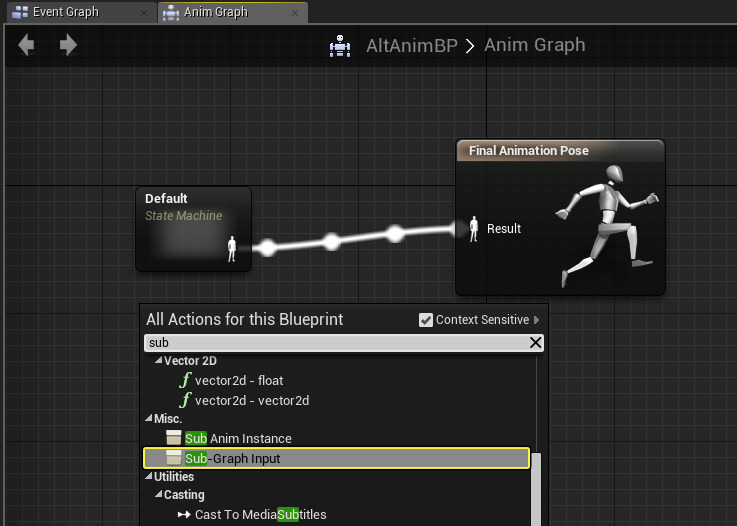 Event Graph
Anim Graph
AltAnimBP > Anim Graph
Final Animation Pose
Default
State Machine
Result
All Actions for this Blueprint
Context Sensitive
sub
Vector 2D
vector2d - float
vector2d - vector2d
Misc.
Sub Anim Instance
Sub-Graph Input
Utilities
Casting
Cast To MediaSubtitles